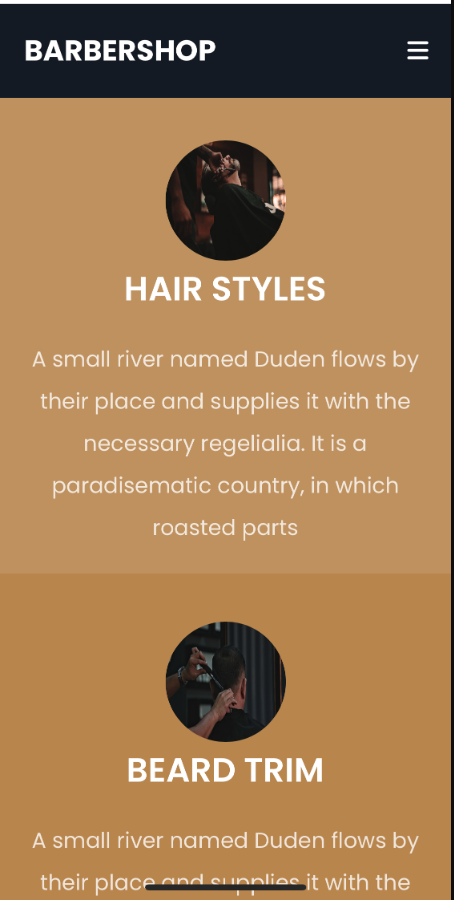 BARBERSHOP
HAIR STYLES
A small river named Duden flows by
their place and supplies it with the
necessary regelialia. It is a
paradisematic country, in which
roasted parts
BEARD TRIM
A small river named Duden flows by
their place and supplies it with the